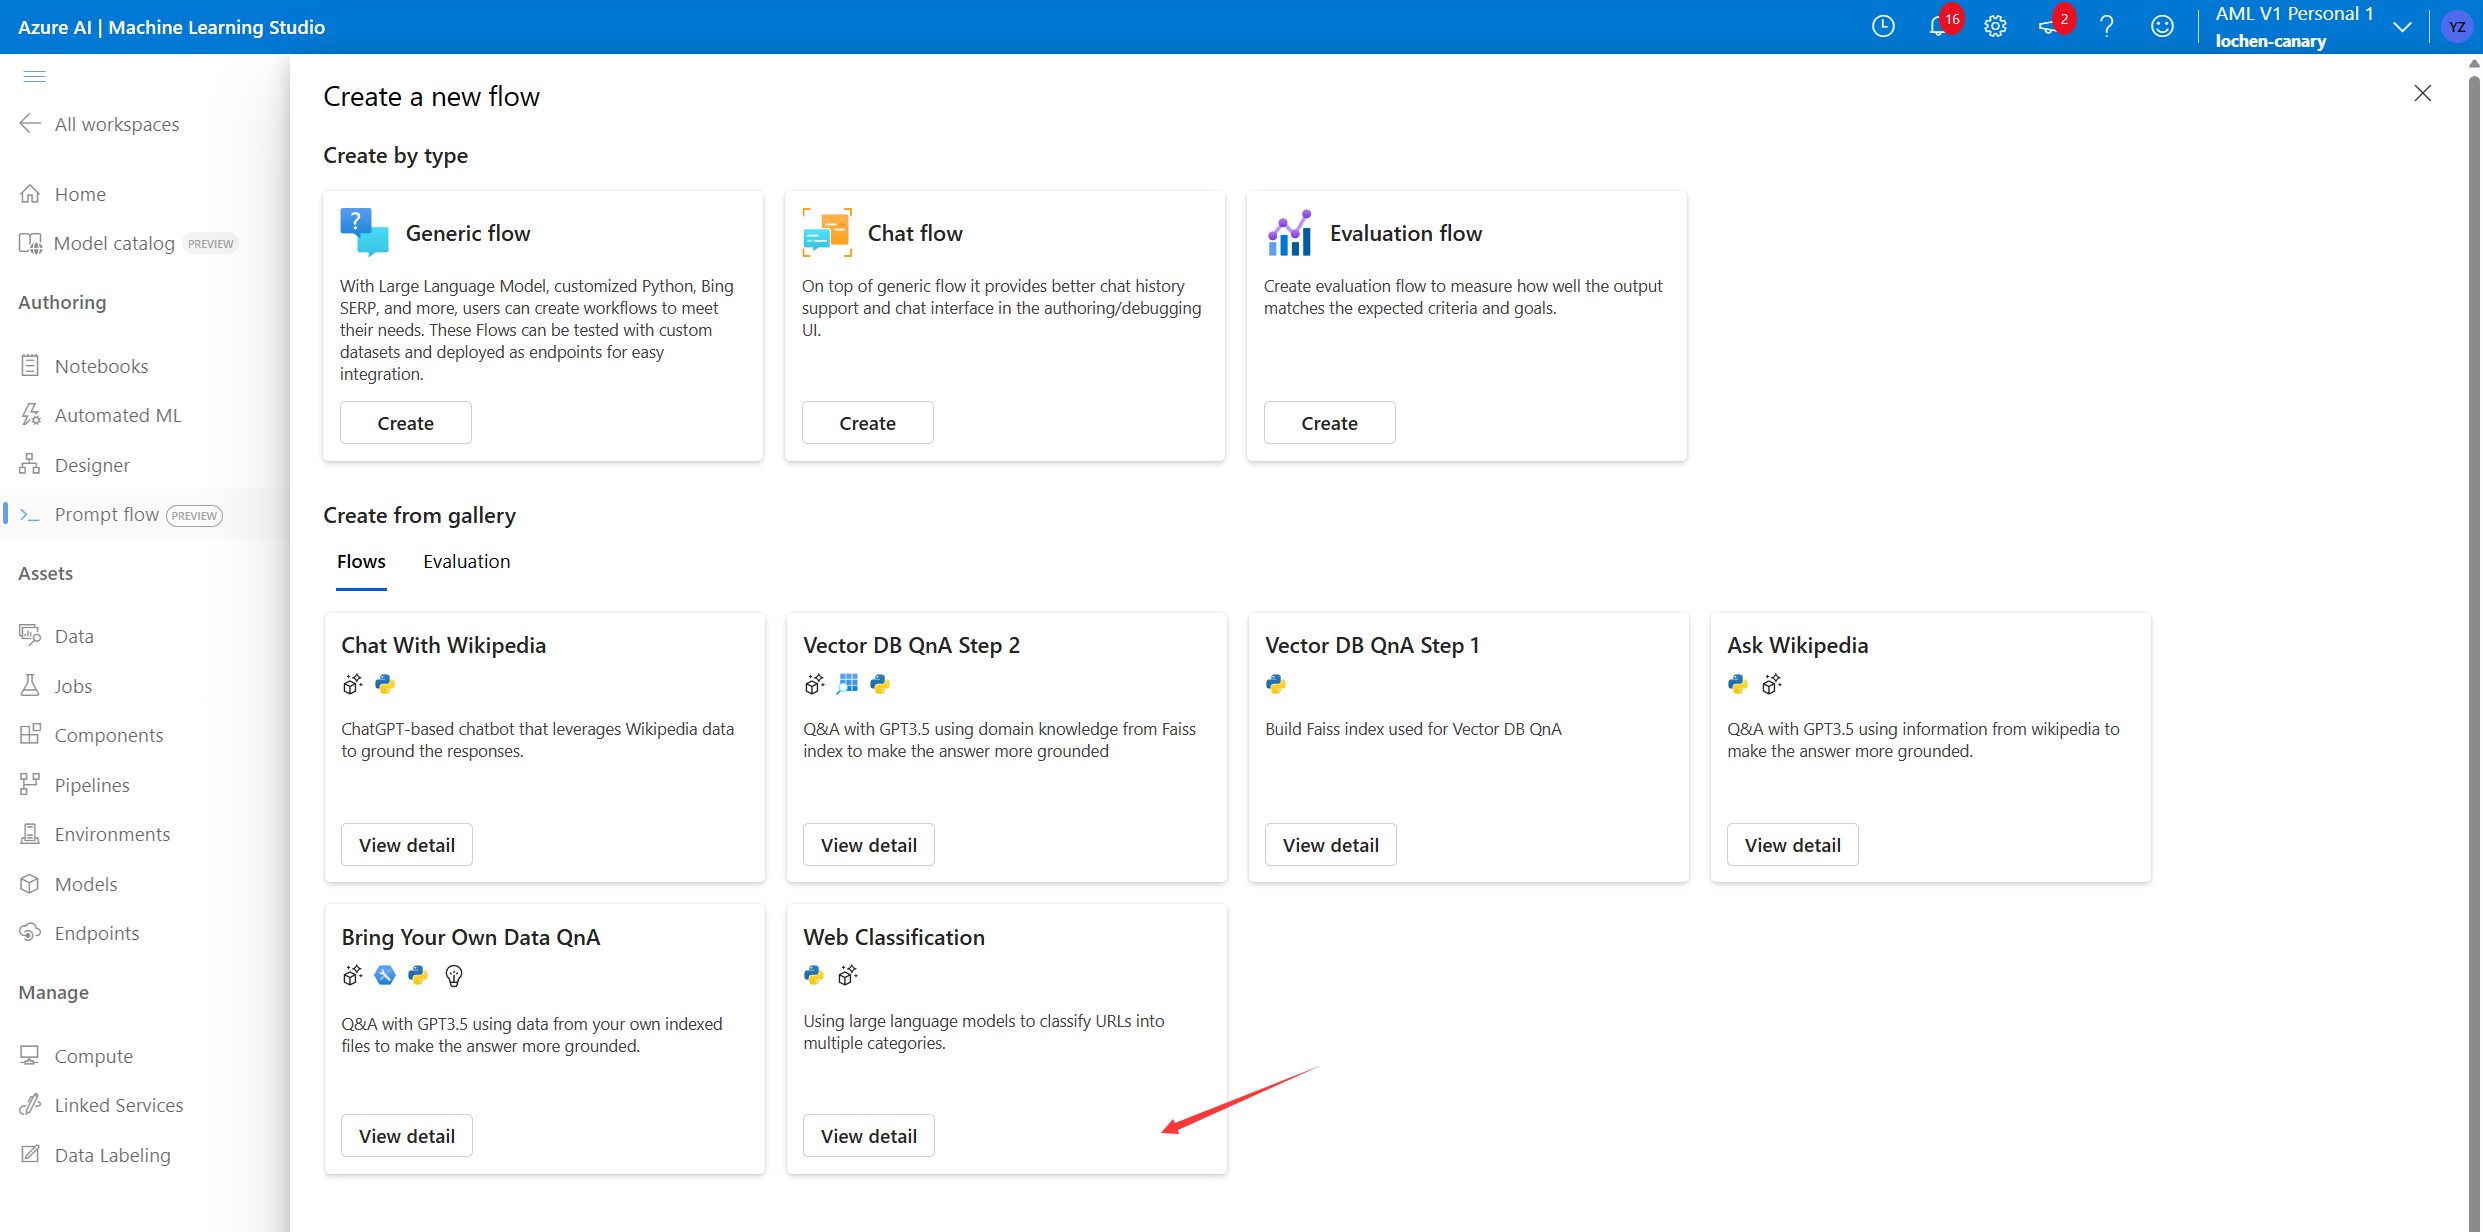 Azure AI | Machine Learning Studio
16
2
AML V1 Personal 1
lochen-canary
YZ
All workspaces
Home
Model catalog PREVIEW
Authoring
Notebooks
Automated ML
Designer
Prompt flow PREVIEW
Assets
Data
Jobs
Components
Pipelines
Environments
Models
Endpoints
Manage
Compute
Linked Services
Data Labeling
Create a new flow
Create by type
Generic flow
With Large Language Model, customized Python, Bing
SERP, and more, users can create workflows to meet
their needs. These Flows can be tested with custom
datasets and deployed as endpoints for easy
integration.
Create
Chat flow
On top of generic flow it provides better chat history
support and chat interface in the authoring/debugging
UI.
Create
Evaluation flow
Create evaluation flow to measure how well the output
matches the expected criteria and goals.
Create
Create from gallery
Flows
Evaluation
Chat With Wikipedia
ChatGPT-based chatbot that leverages Wikipedia data
to ground the responses.
View detail
Vector DB QnA Step 2
Q&A with GPT3.5 using domain knowledge from Faiss
index to make the answer more grounded
View detail
Vector DB QnA Step 1
Build Faiss index used for Vector DB QnA
View detail
Ask Wikipedia
Q&A with GPT3.5 using information from wikipedia to
make the answer more grounded.
View detail
Bring Your Own Data QnA
Q&A with GPT3.5 using data from your own indexed
files to make the answer more grounded.
View detail
Web Classification
Using large language models to classify URLs into
multiple categories.
View detail